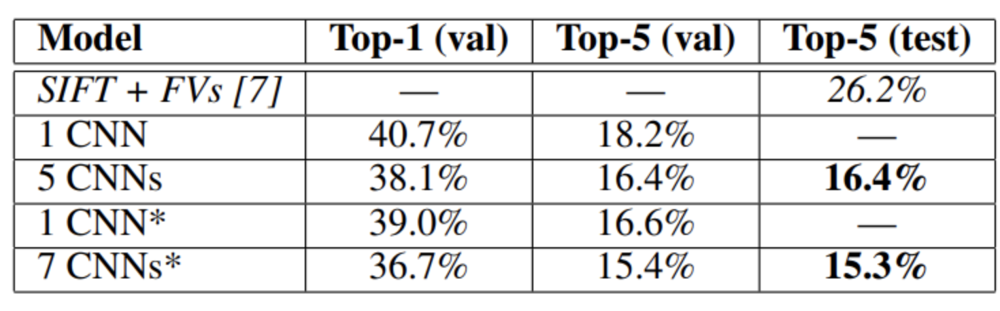 Model Top-1 (val) Top-5 (val) Top-5 (test)
SIFT + FVs [7] — — 26.2%
1 CNN 40.7% 18.2% —
5 CNNs 38.1% 16.4% 16.4%
1 CNN* 39.0% 16.6% —
7 CNNs* 36.7% 15.4% 15.3%